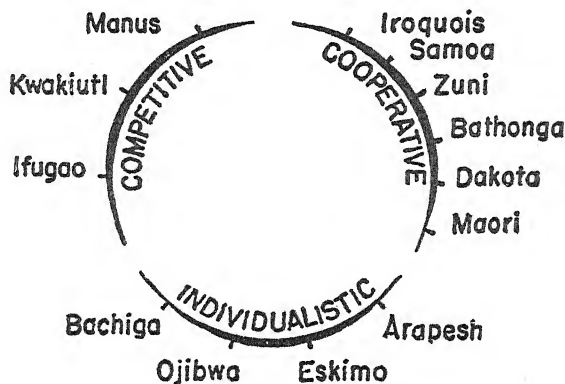 Manus
Kwakiutl
Ifugao
COMPETITIVE
Iroquois
Samoa
Zuni
Bathonga
Dakota
Maori
COOPERATIVE
INDIVIDUALISTIC
Bachiga
Ojibwa
Eskimo
Arapesh